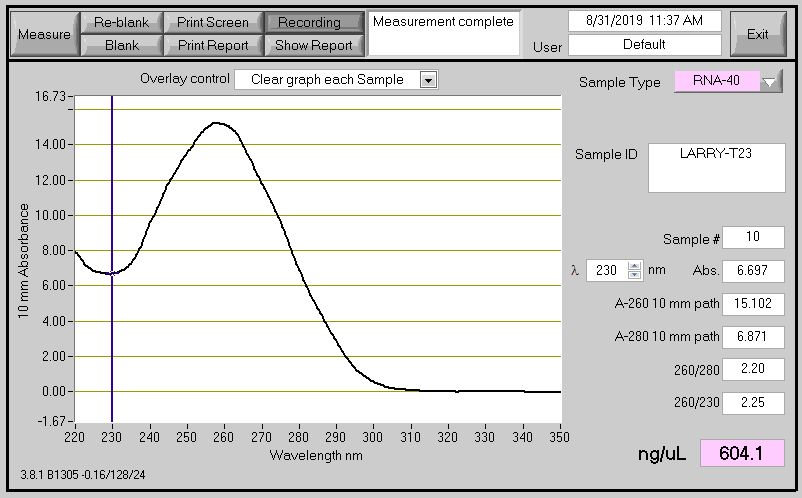 Measure
Re-blank
Print Screen
Recording
Measurement complete
8/31/2019 11:37 AM
Exit
Blank
Print Report
Show Report
User
Default
Overlay control
Clear graph each Sample
Sample Type
RNA-40
16.73
14.00
12.00
10.00
8.00
6.00
4.00
2.00
0.00
-1.67
10 mm Absorbance
220 230 240 250 260 270 280 290 300 310 320 330 340 350
Wavelength nm
3.8.1 B1305 -0.16/128/24
Sample ID
LARRY-T23
Sample # 10
λ 230 nm Abs. 6.697
A-260 10 mm path 15.102
A-280 10 mm path 6.871
260/280 2.20
260/230 2.25
ng/uL 604.1